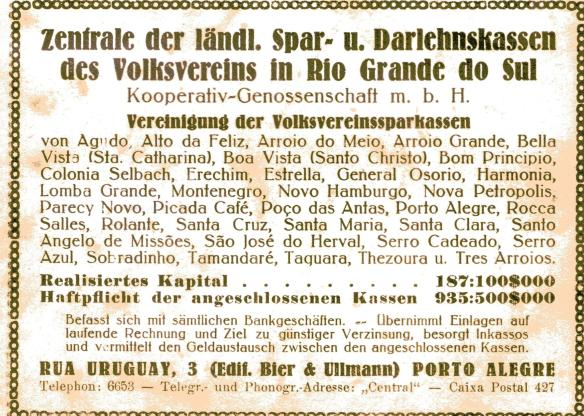 Zentrale der ländl. Spar- u. Darlehnskassen
des Volksvereins in Rio Grande do Sul
Kooperativ-Genossenschaft m. b. H.
Vereinigung der Volksvereinssparkassen
von Agudo, Alto da Feliz, Arroio do Meio, Arroio Grande, Bella
Vista (Sta. Catharina), Boa Vista (Santo Christo), Bom Principio,
Colonia Selbach, Erechim, Estrella, General Osorio, Harmonia,
Lomba Grande, Montenegro, Novo Hamburgo, Nova Petropolis,
Parecy Novo, Picada Café, Poço das Antas, Porto Alegre, Rocca
Salles, Rolante, Santa Cruz, Santa Maria, Santa Clara, Santo
Angelo de Missões, São José do Herval, Serro Cadeado, Serro
Azul, Sobradinho, Tamandaré, Taquara, Thezoura u. Tres Arroios.
Realisiertes Kapital . . . . . . . . . 187:100$000
Haftpflicht der angeschlossenen Kassen 935:500$000
Befasst sich mit sämtlichen Bankgeschäften. -- Übernimmt Einlagen auf
laufende Rechnung und Ziel zu günstiger Verzinsung, besorgt Inkassos
und vermittelt den Geldaustausch zwischen den angeschlossenen Kassen.
RUA URUGUAY, 3 (Edif. Bier & Ullmann) PORTO ALEGRE
Telephon: 6653 — Telegr.- und Phonogr.-Adresse: „Central" — Caixa Postal 427